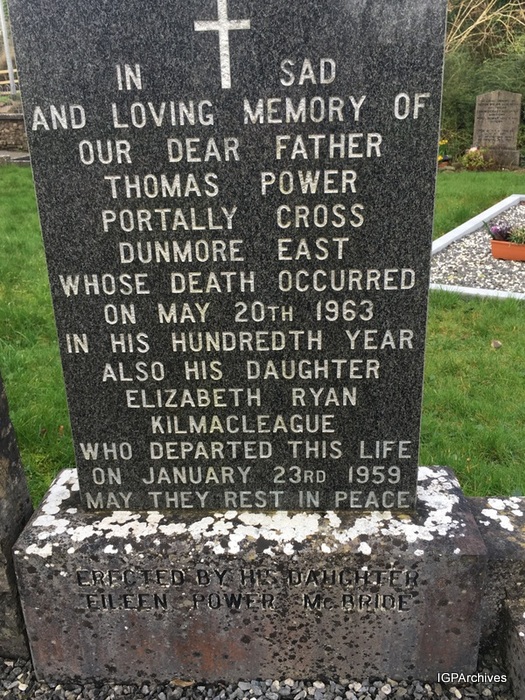 IN SAD
AND LOVING MEMORY OF
OUR DEAR FATHER
THOMAS POWER
PORTALLY CROSS
DUNMORE EAST
WHOSE DEATH OCCURRED
ON MAY 20TH 1963
IN HIS HUNDREDTH YEAR
ALSO HIS DAUGHTER
ELIZABETH RYAN
KILMACLEAGUE
WHO DEPARTED THIS LIFE
ON JANUARY 23RD 1959
MAY THEY REST IN PEACE
ERECTED BY HIS DAUGHTER
EILEEN POWER Mc.BRIDE
IGPArchives